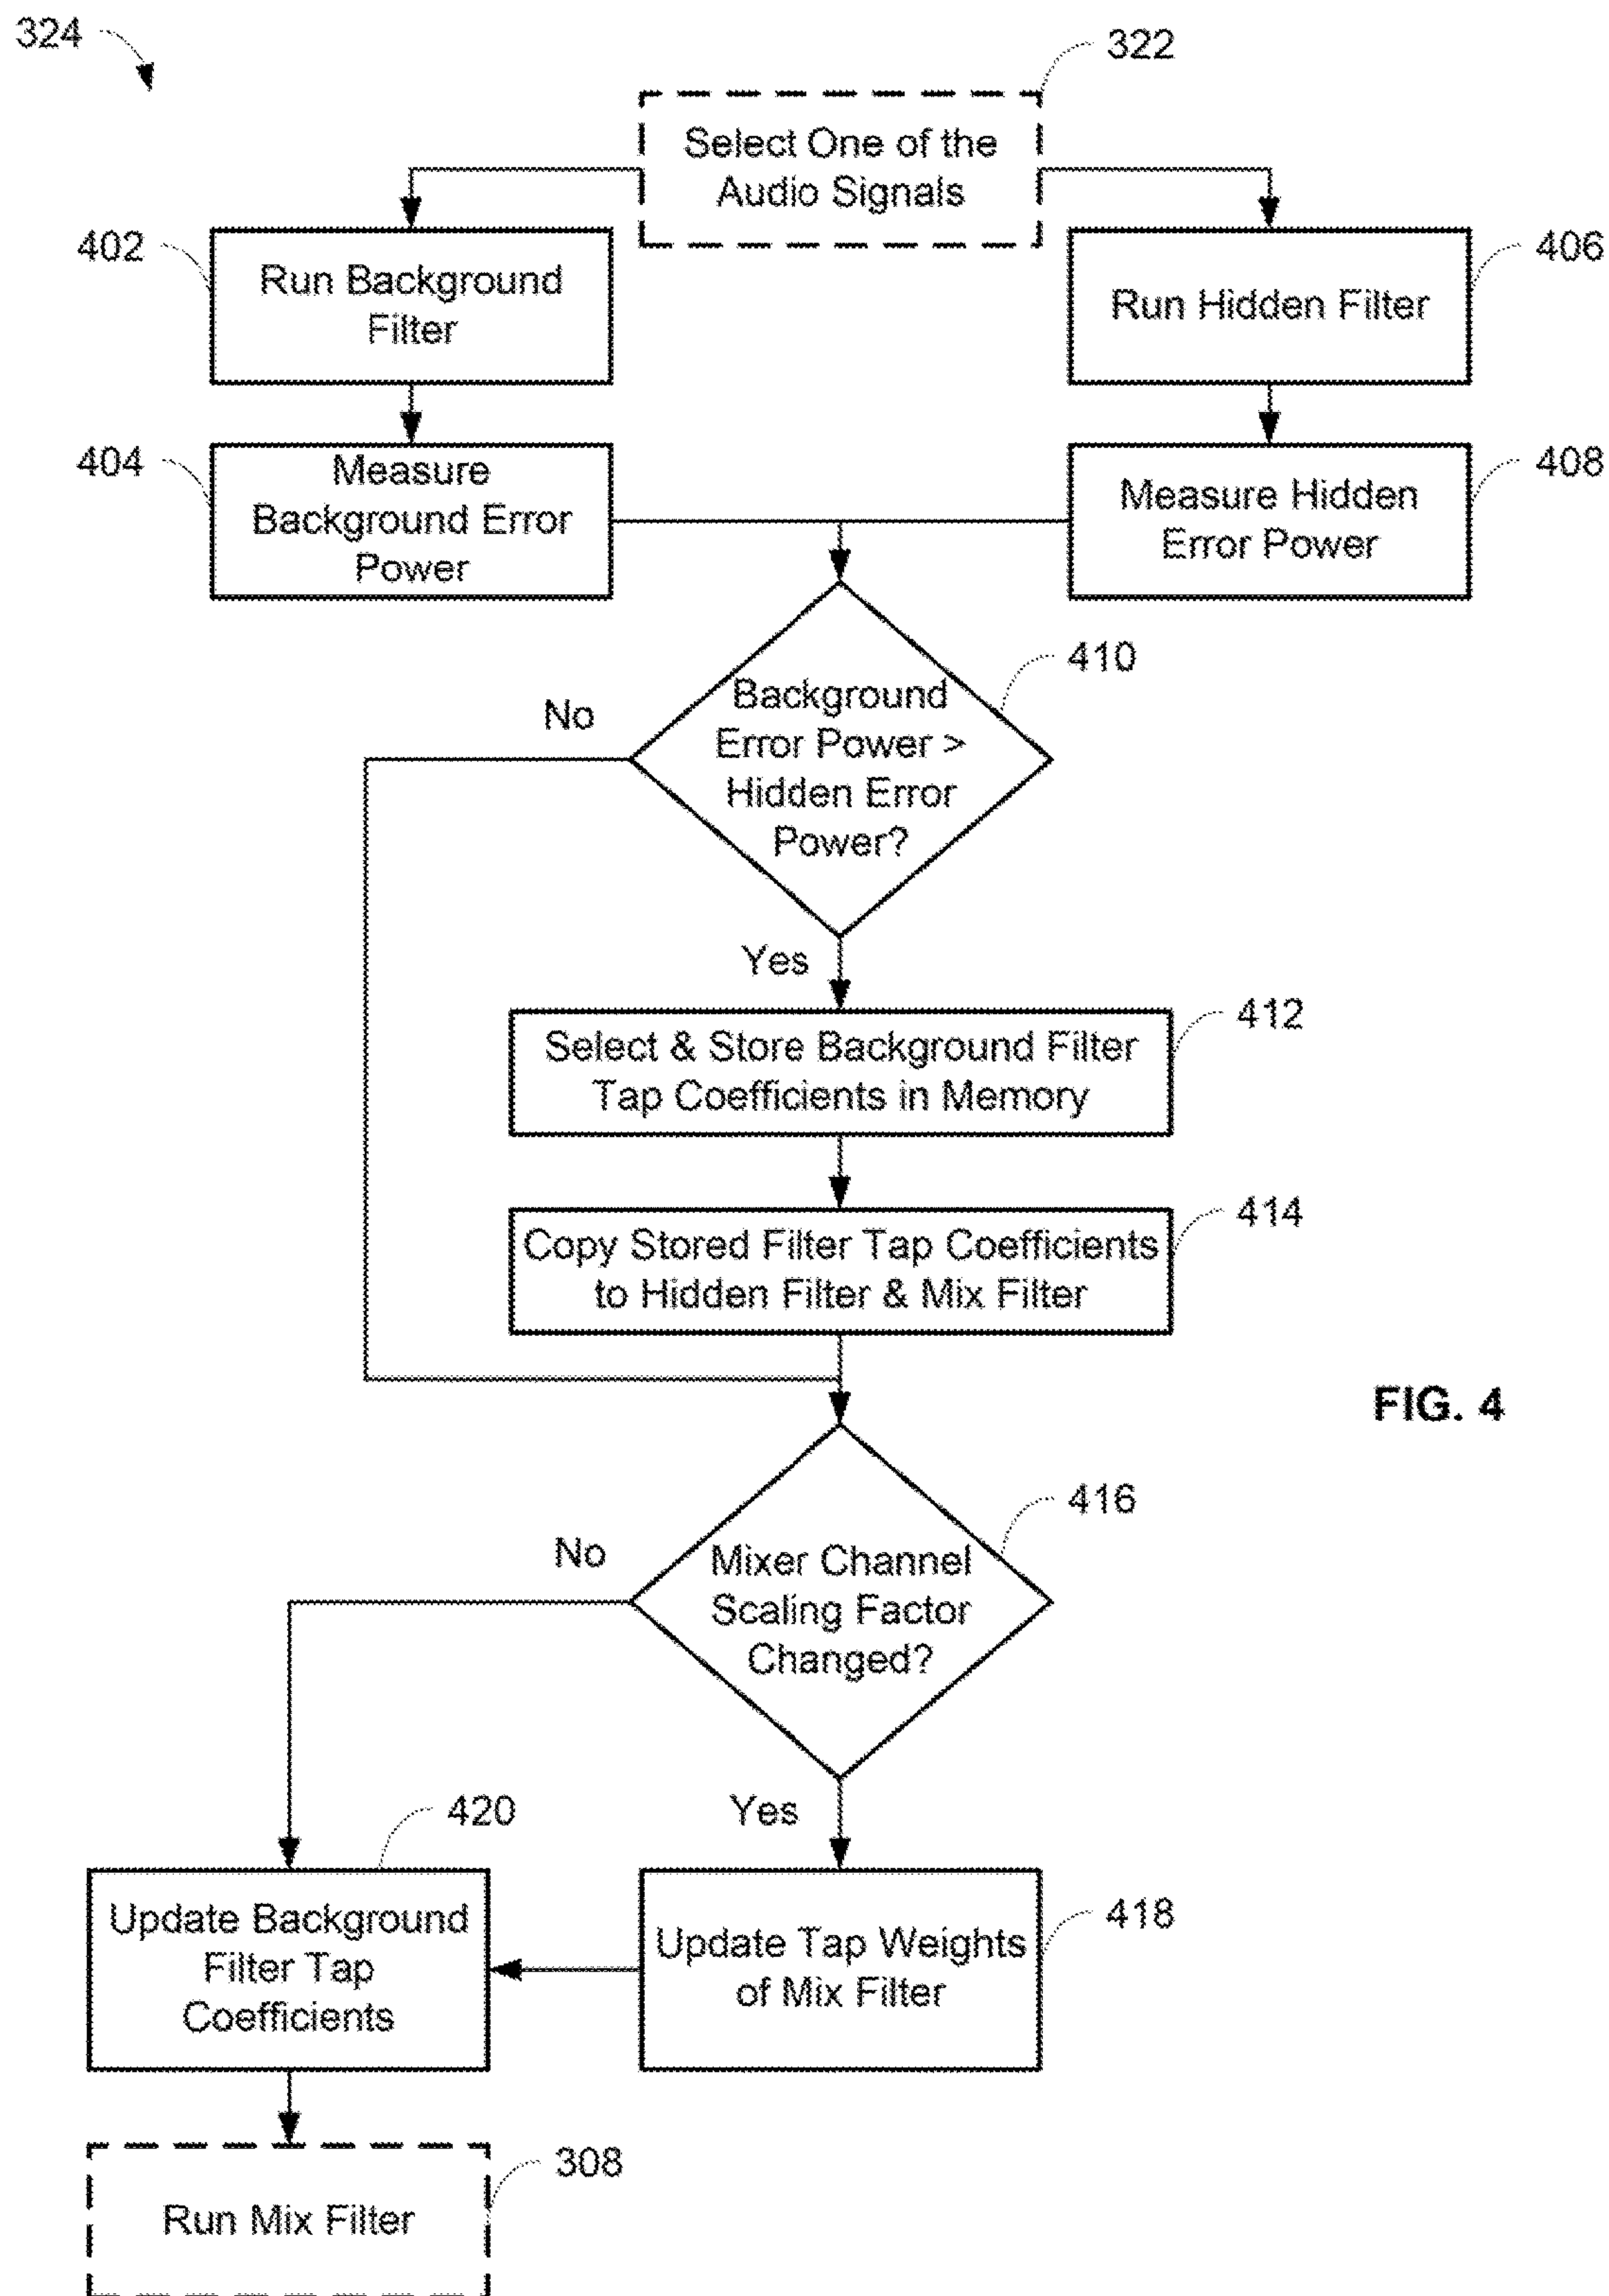 324
322
Select One of the
Audio Signals
402
Run Background
Filter
406
Run Hidden Filter
404
Measure
Background Error
Power
408
Measure Hidden
Error Power
410
Background
Error Power >
Hidden Error
Power?
No
Yes
412
Select & Store Background Filter
Tap Coefficients in Memory
414
Copy Stored Filter Tap Coefficients
to Hidden Filter & Mix Filter
FIG. 4
416
Mixer Channel
Scaling Factor
Changed?
No
Yes
420
Update Background
Filter Tap
Coefficients
418
Update Tap Weights
of Mix Filter
308
Run Mix Filter